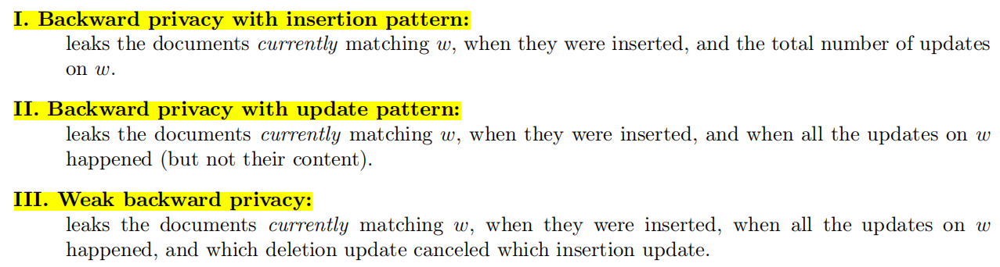 I. Backward privacy with insertion pattern:
leaks the documents currently matching w, when they were inserted, and the total number of updates
on w.
II. Backward privacy with update pattern:
leaks the documents currently matching w, when they were inserted, and when all the updates on w
happened (but not their content).
III. Weak backward privacy:
leaks the documents currently matching w, when they were inserted, when all the updates on w
happened, and which deletion update canceled which insertion update.